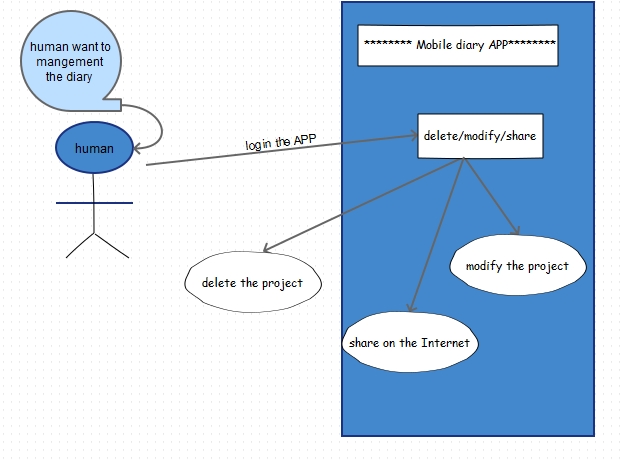 human want to
mangement
the diary
human
******** Mobile diary APP********
login the APP
delete/modify/share
delete the project
modify the project
share on the Internet